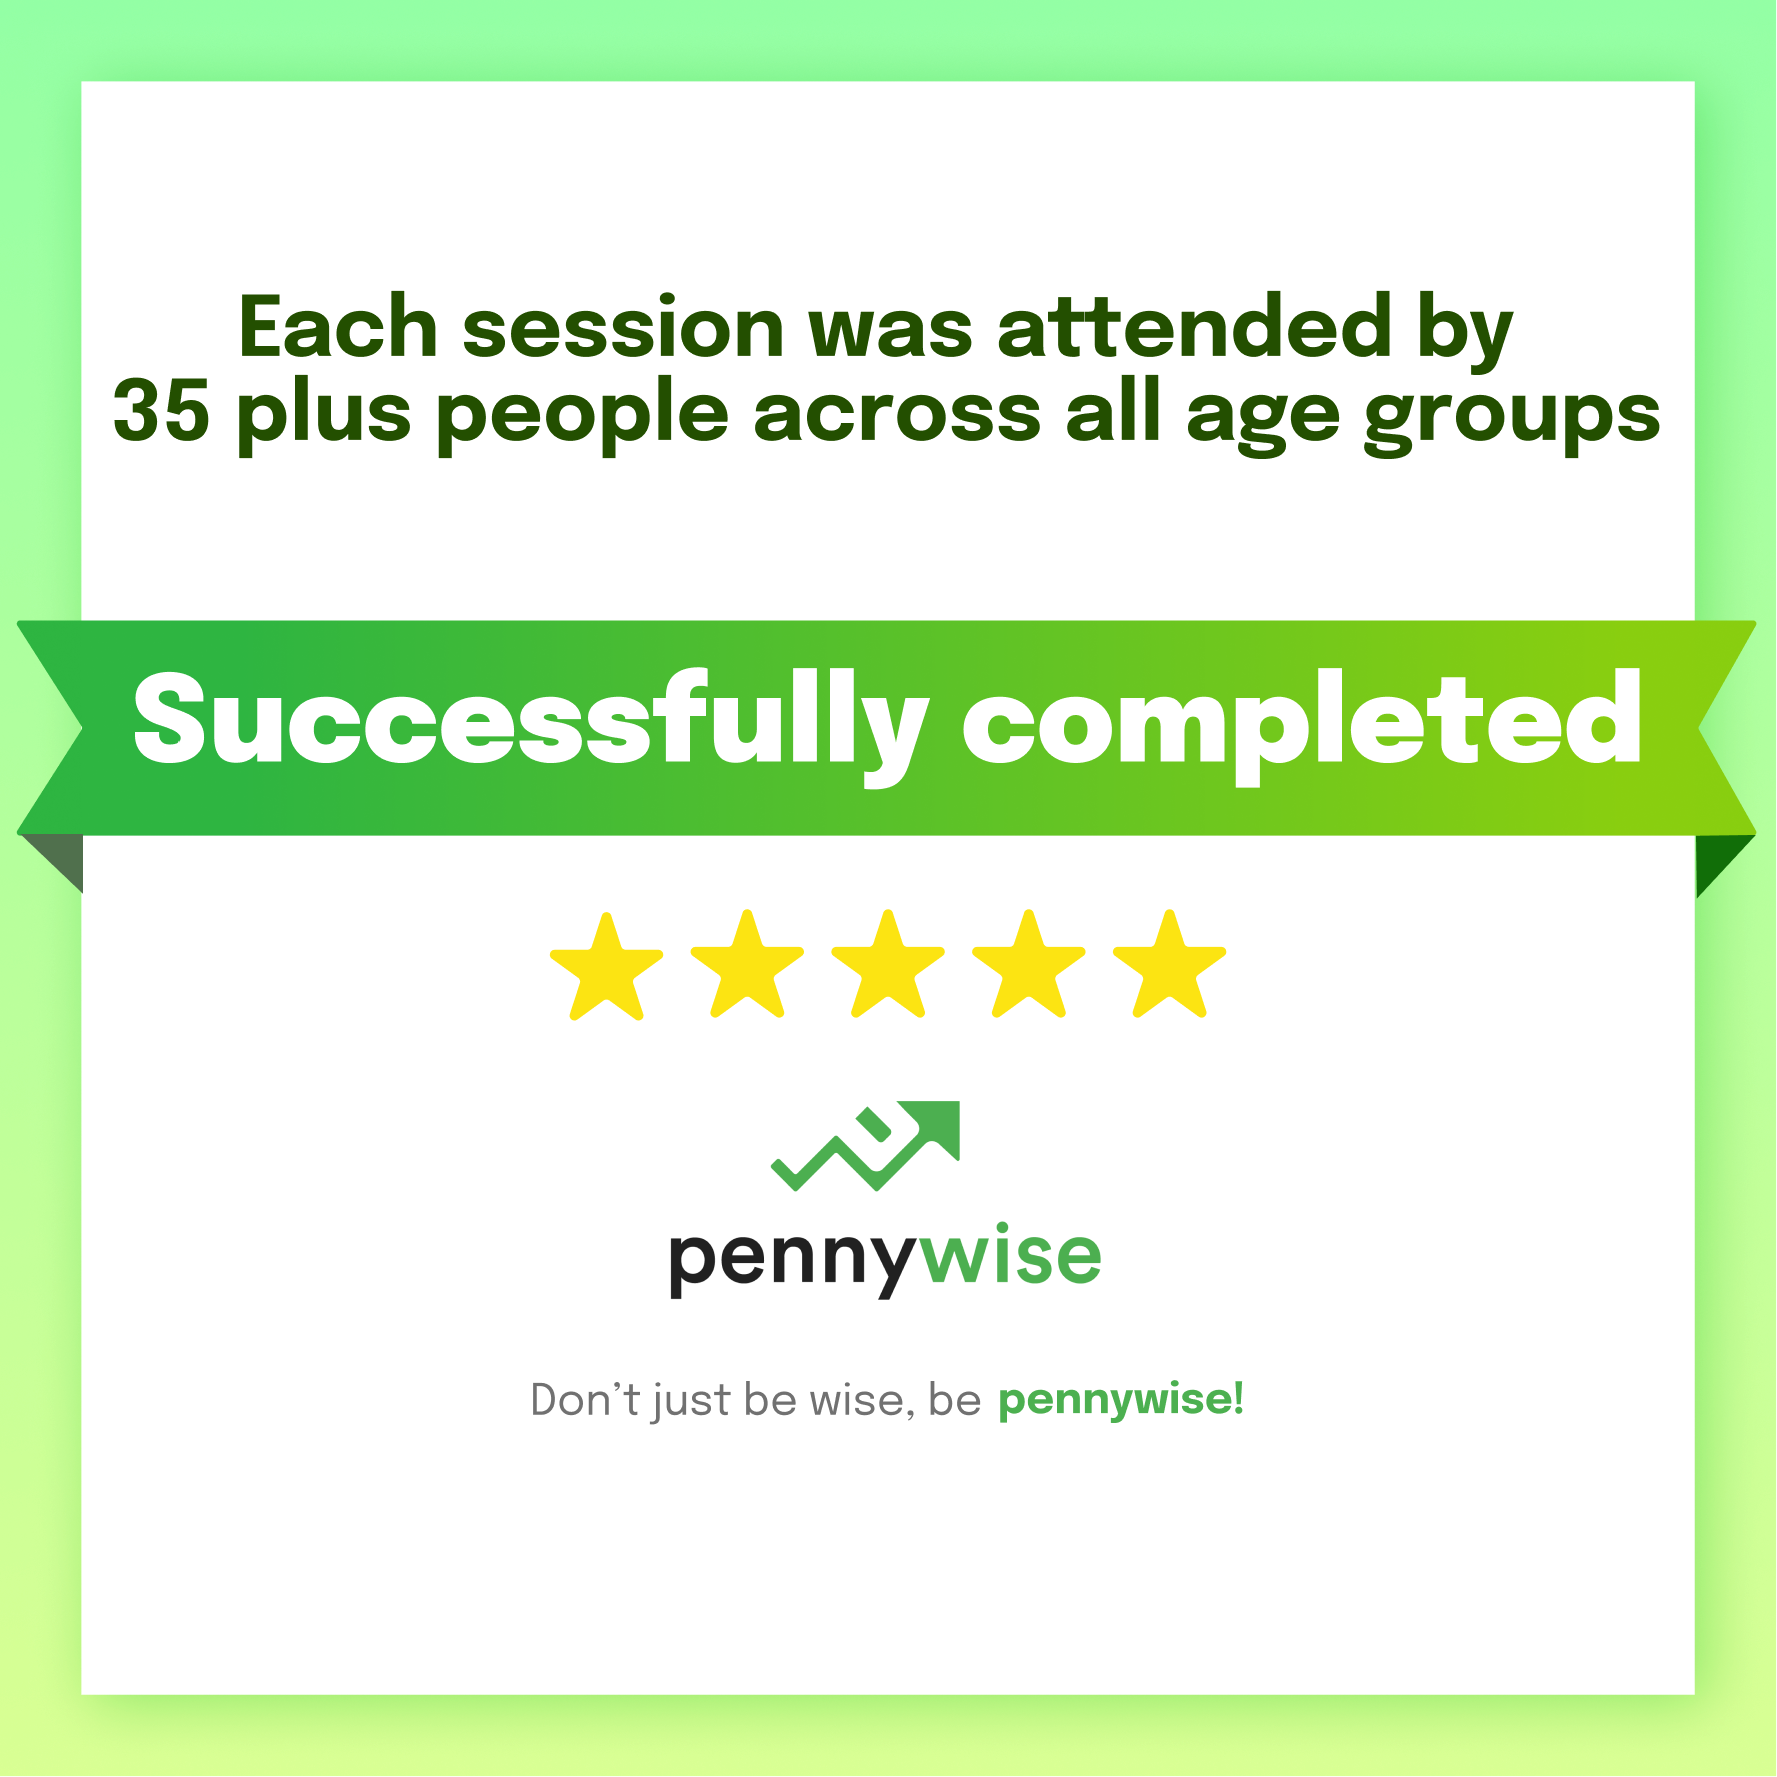 Each session was attended by
35 plus people across all age groups
Successfully completed
pennywise
Don’t just be wise, be pennywise!